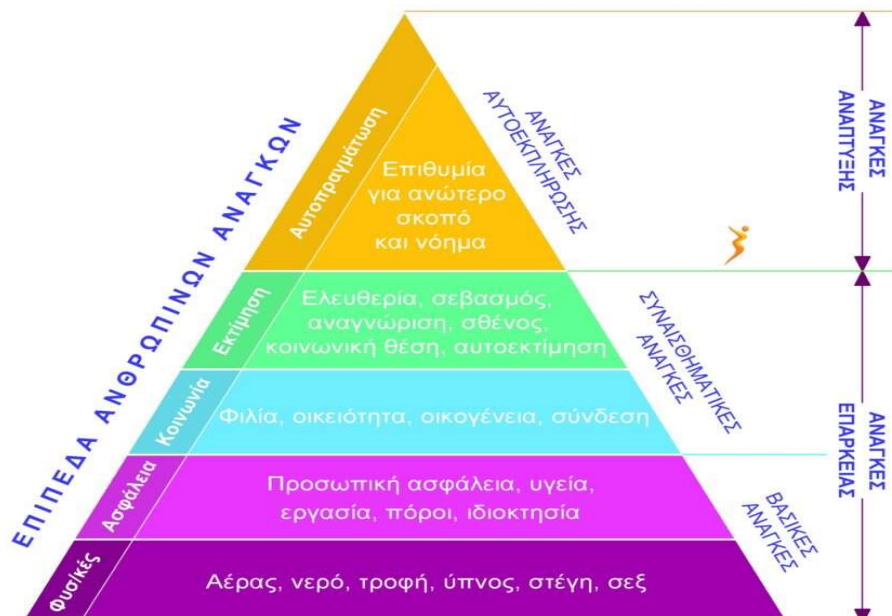 ΕΠΙΠΕΔΑ ΑΝΘΡΩΠΙΝΩΝ ΑΝΑΓΚΩΝ
Αυτοπραγμάτωση
Επιθυμία
για ανώτερο
σκοπό
και νόημα
ΑΝΑΓΚΕΣ
ΑΥΤΟΕΚΠΛΗΡΩΣΗΣ
ΑΝΑΓΚΕΣ
ΑΝΑΠΤΥΞΗΣ
Εκτίμηση
Ελευθερία, σεβασμός,
αναγνώριση, σθένος,
κοινωνική θέση, αυτοεκτίμηση
ΣΥΝΑΙΣΘΗΜΑΤΙΚΕΣ
ΑΝΑΓΚΕΣ
Κοινωνία
Φιλία, οικειότητα, οικογένεια, σύνδεση
ΑΝΑΓΚΕΣ
ΕΠΑΡΚΕΙΑΣ
Ασφάλεια
Προσωπική ασφάλεια, υγεία,
εργασία, πόροι, ιδιοκτησία
ΒΑΣΙΚΕΣ
ΑΝΑΓΚΕΣ
Φυσ/κές
Αέρας, νερό, τροφή, ύπνος, στέγη, σεξ